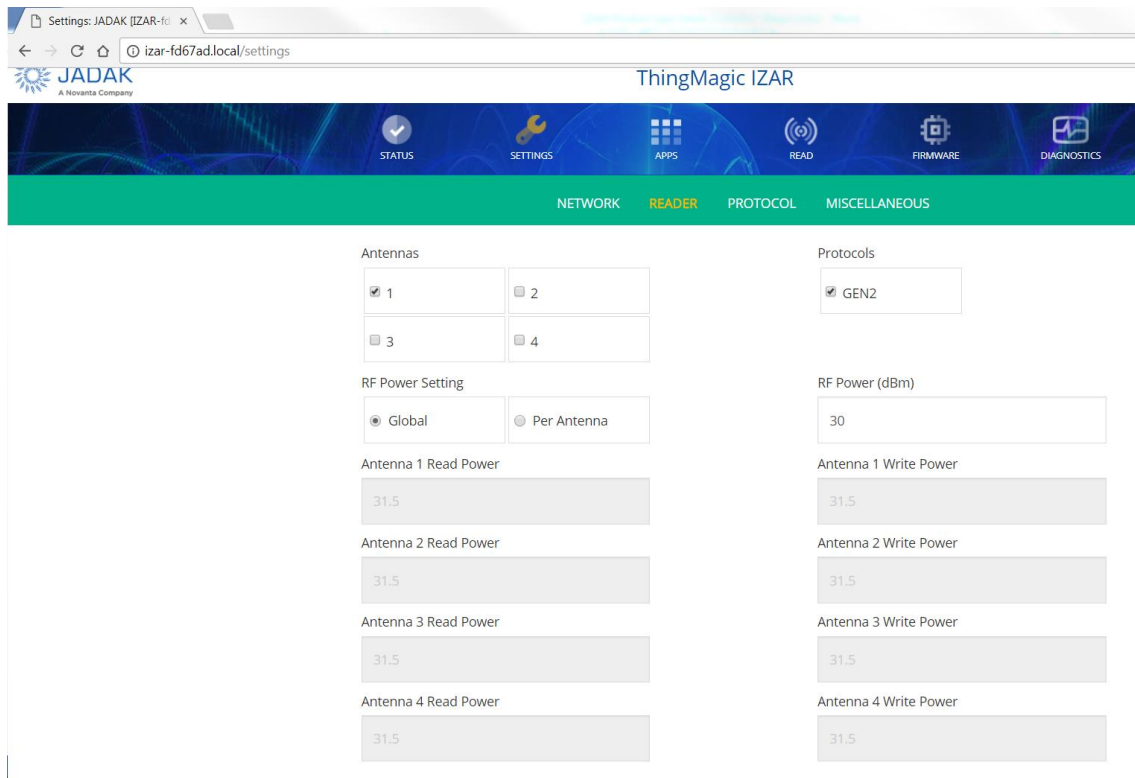 Settings: JADAK [IZAR-fd
izar-fd67ad.local/settings
JADAK
A Novanta Company
ThingMagic IZAR
STATUS SETTINGS APPS READ FIRMWARE DIAGNOSTICS
NETWORK READER PROTOCOL MISCELLANEOUS
Antennas Protocols
1 2 GEN2
3 4
RF Power Setting RF Power (dBm)
Global Per Antenna 30
Antenna 1 Read Power Antenna 1 Write Power
31.5 31.5
Antenna 2 Read Power Antenna 2 Write Power
31.5 31.5
Antenna 3 Read Power Antenna 3 Write Power
31.5 31.5
Antenna 4 Read Power Antenna 4 Write Power
31.5 31.5